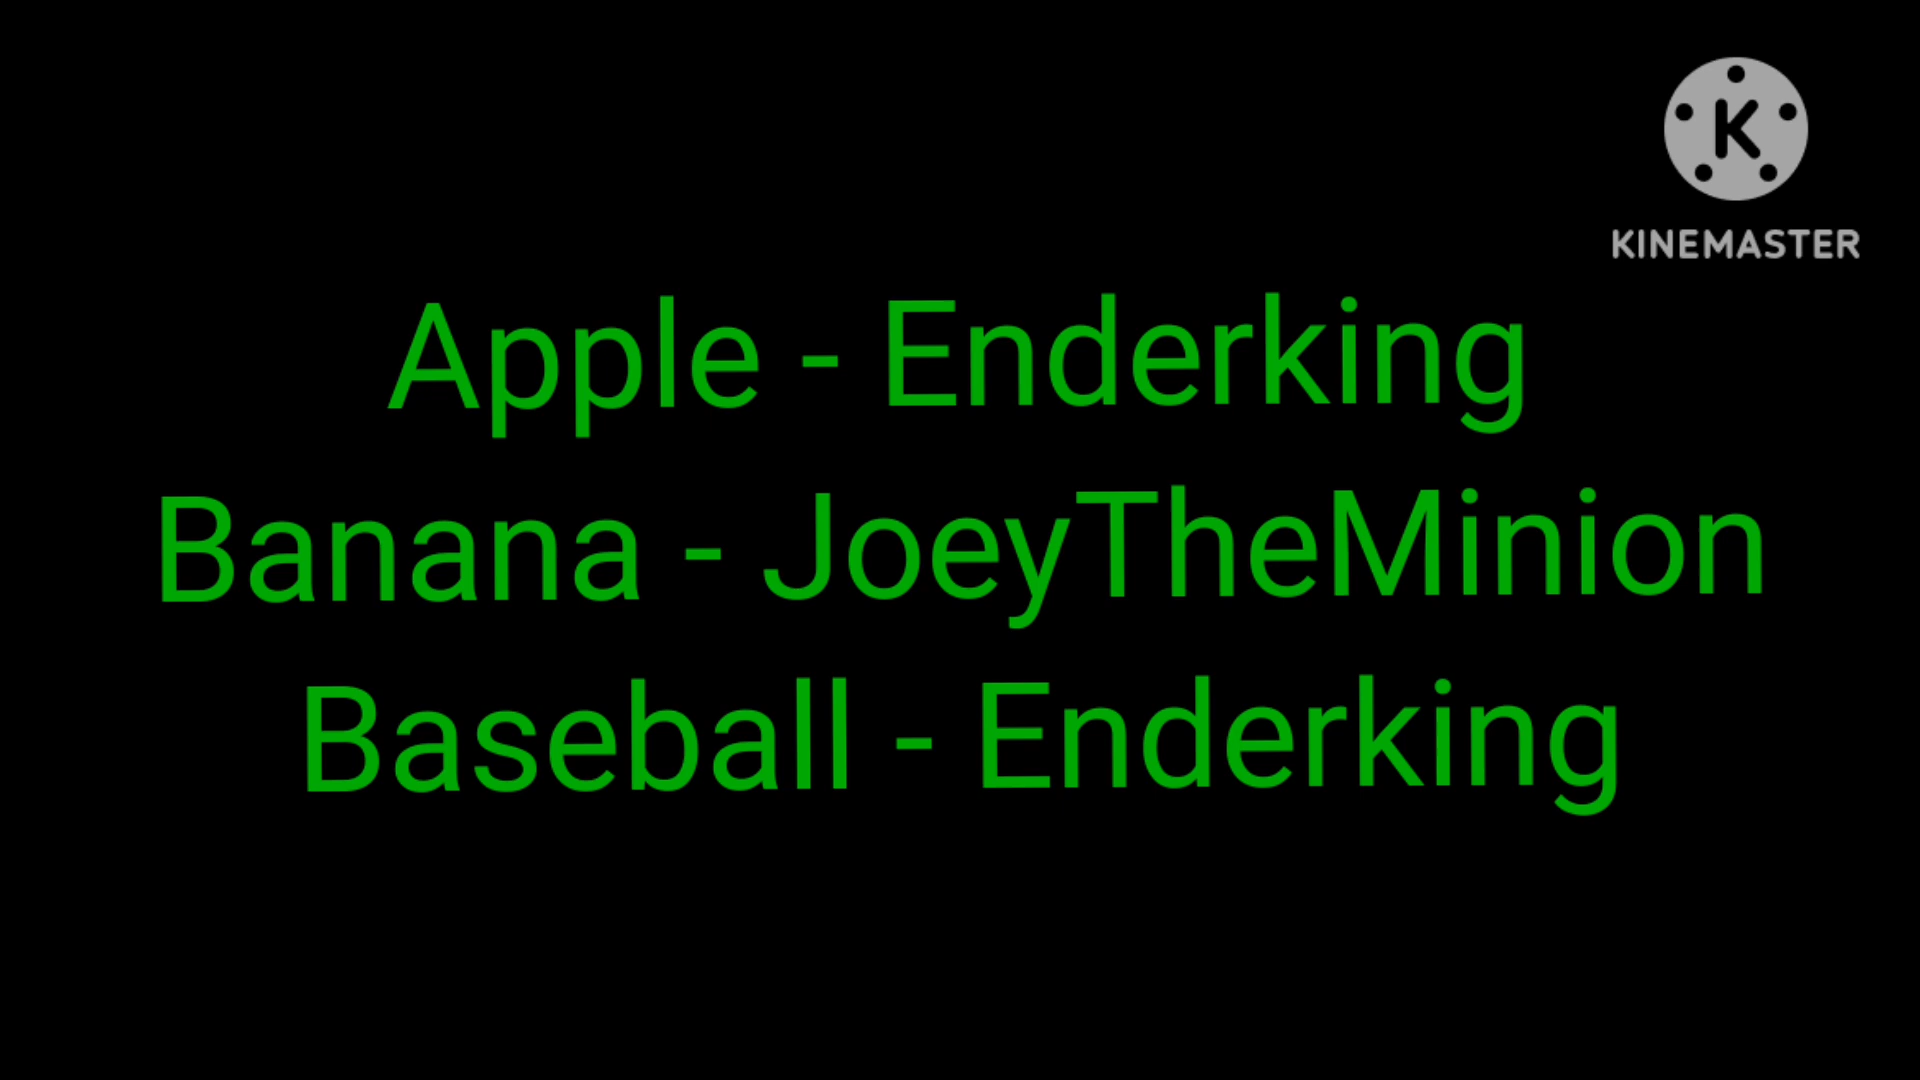 K
KINEMASTER
Apple - Enderking
Banana - JoeyTheMinion
Baseball - Enderking